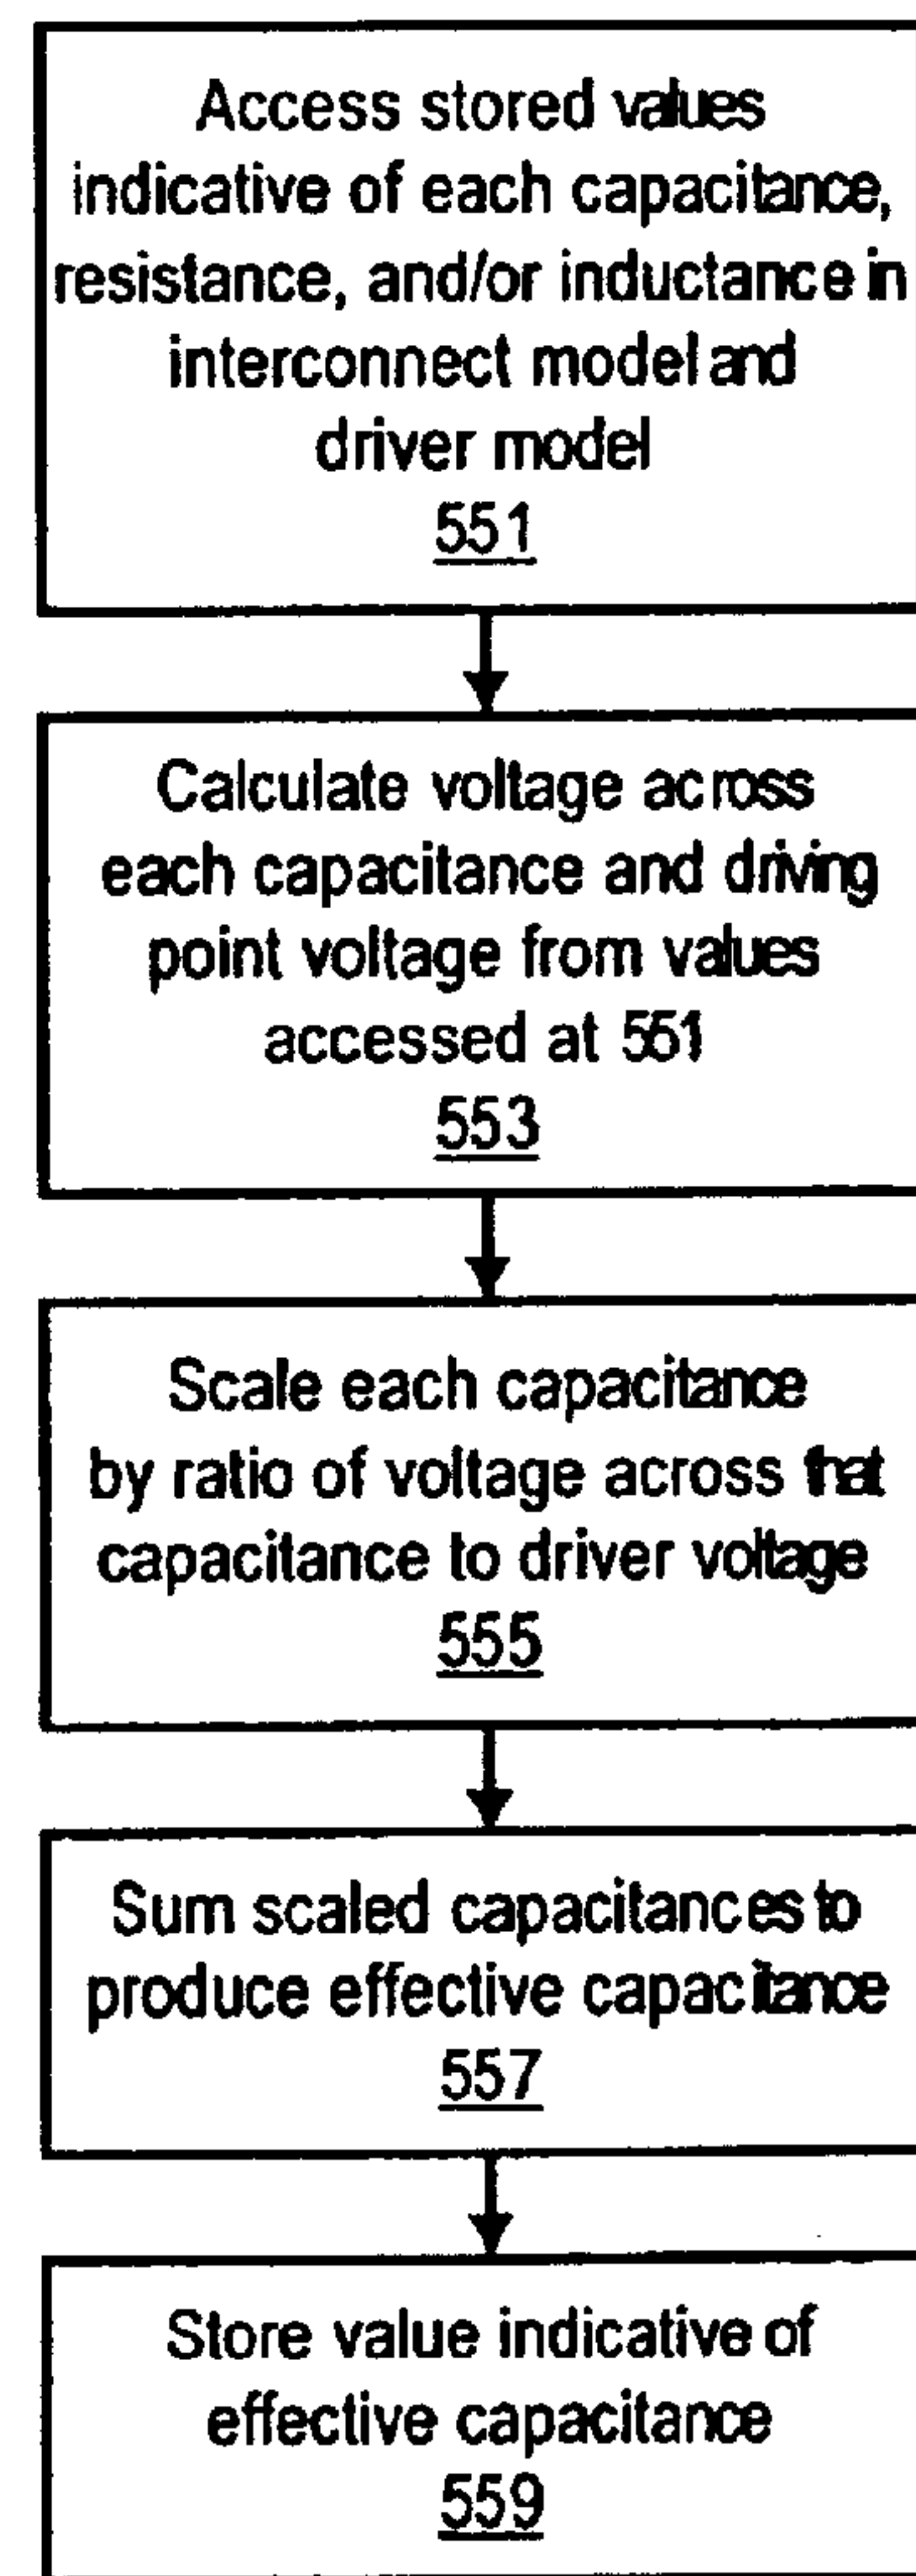 Access stored values
indicative of each capacitance,
resistance, and/or inductance in
interconnect model and
driver model
551
Calculate voltage across
each capacitance and driving
point voltage from values
accessed at 551
553
Scale each capacitance
by ratio of voltage across that
capacitance to driver voltage
555
Sum scaled capacitances to
produce effective capacitance
557
Store value indicative of
effective capacitance
559